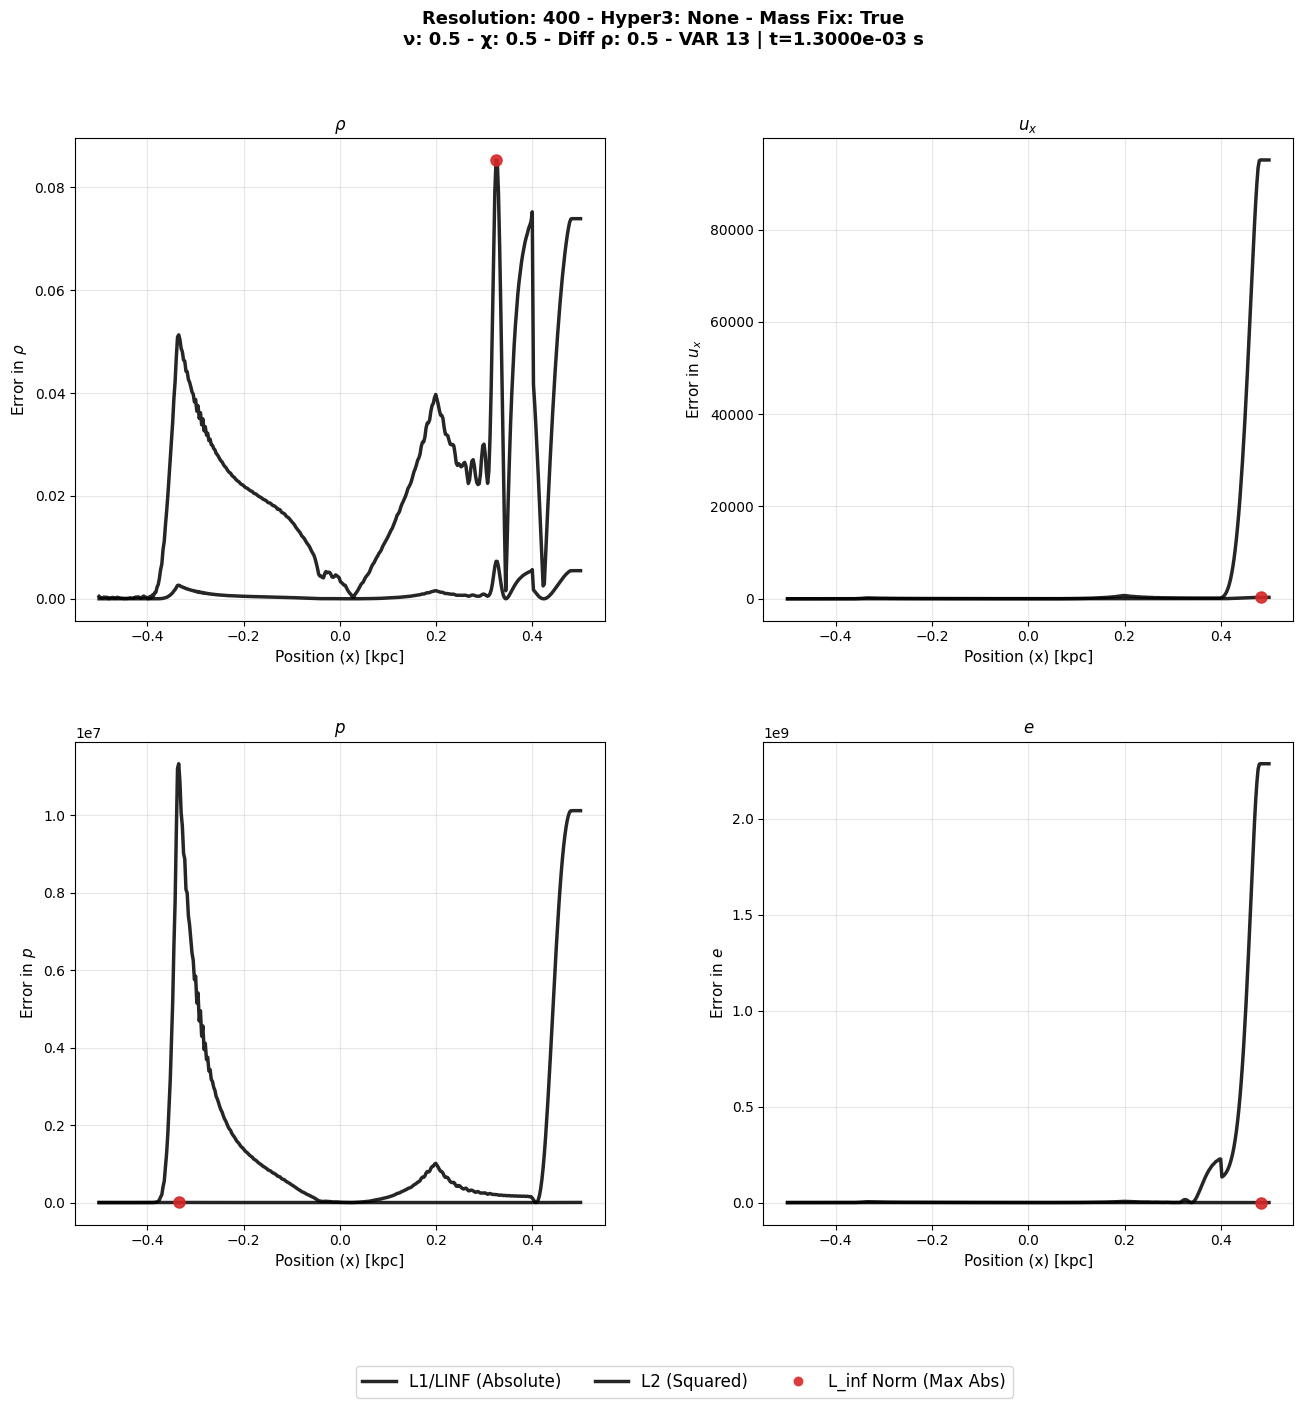 Resolution: 400 - Hyper3: None - Mass Fix: True
ν: 0.5 - χ: 0.5 - Diff ρ: 0.5 - VAR 13 | t=1.3000e-03 s
ρ
0.08
0.06
0.04
0.02
0.00
Error in ρ
−0.4 −0.2 0.0 0.2 0.4
Position (x) [kpc]
u_x
80000
60000
40000
20000
0
Error in u_x
−0.4 −0.2 0.0 0.2 0.4
Position (x) [kpc]
1e7
p
1.0
0.8
0.6
0.4
0.2
0.0
Error in p
−0.4 −0.2 0.0 0.2 0.4
Position (x) [kpc]
1e9
e
2.0
1.5
1.0
0.5
0.0
Error in e
−0.4 −0.2 0.0 0.2 0.4
Position (x) [kpc]
L1/LINF (Absolute) L2 (Squared) L_inf Norm (Max Abs)